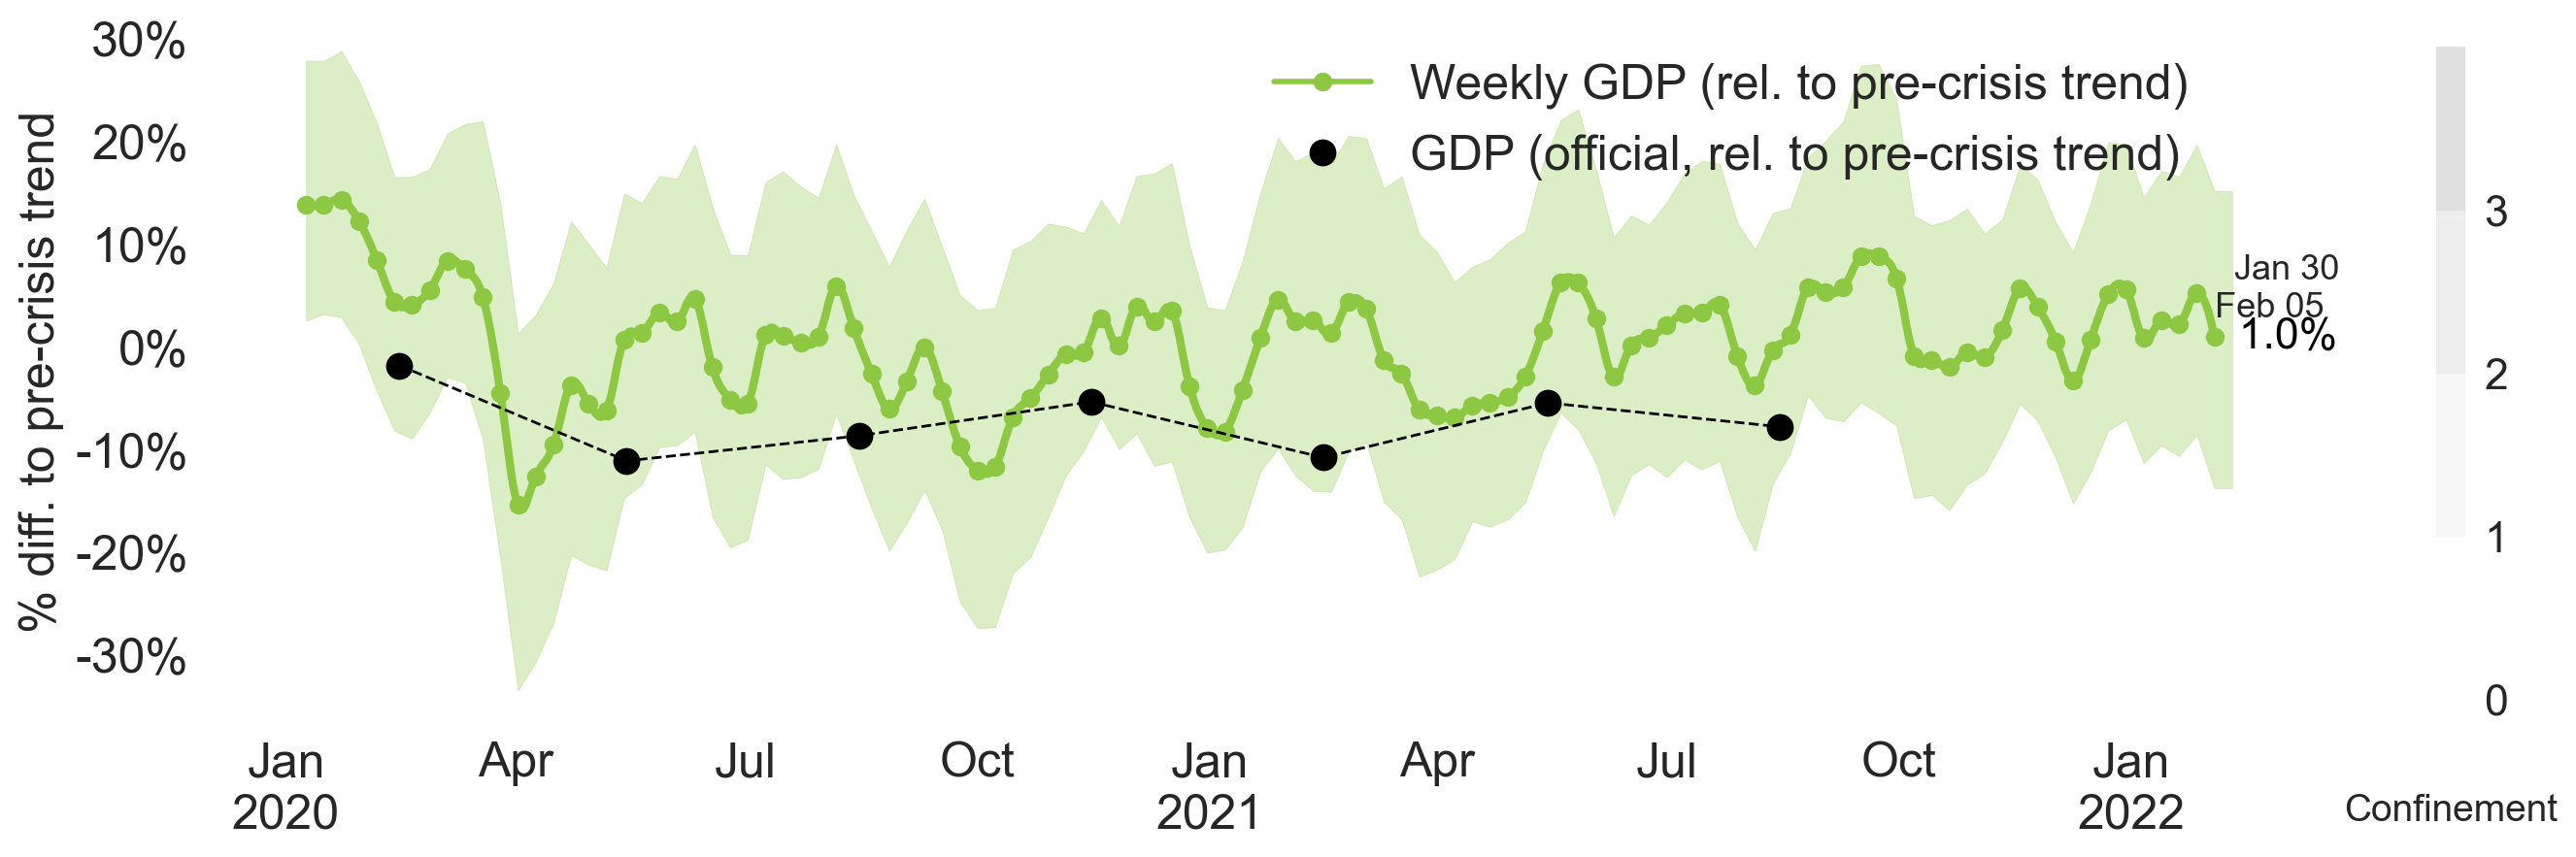 % diff. to pre-crisis trend
30%
20%
10%
0%
-10%
-20%
-30%
Weekly GDP (rel. to pre-crisis trend)
GDP (official, rel. to pre-crisis trend)
Jan 30
Feb 05
1.0%
3
2
1
0
Jan Apr Jul Oct Jan Apr Jul Oct Jan
2020 2021 2022
Confinement